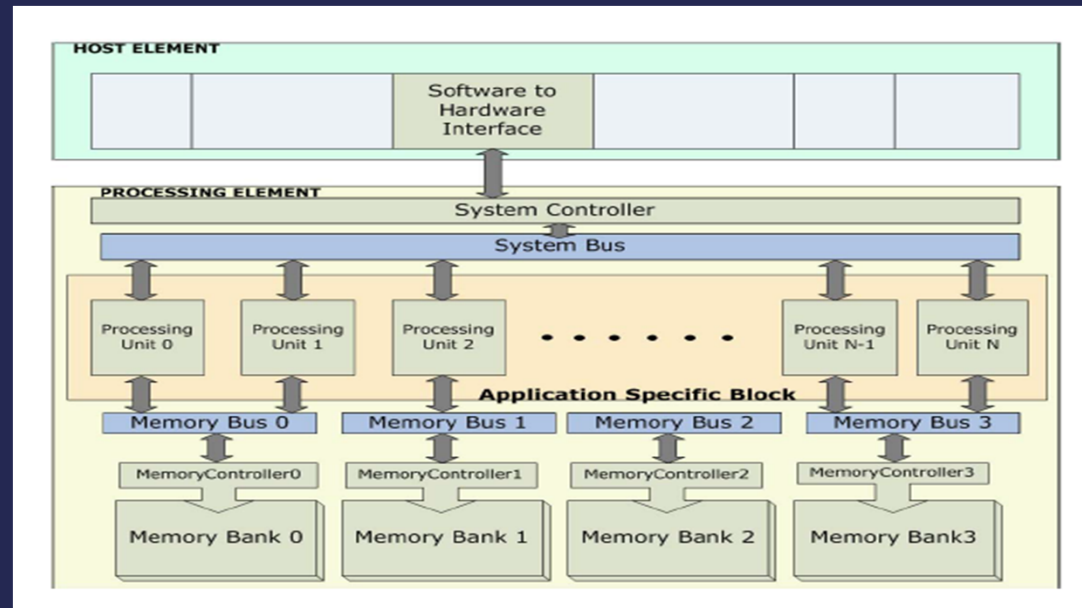 HOST ELEMENT
Software to
Hardware
Interface
PROCESSING ELEMENT
System Controller
System Bus
Processing
Unit 0
Processing
Unit 1
Processing
Unit 2
Processing
Unit N-1
Processing
Unit N
Application Specific Block
Memory Bus 0
Memory Bus 1
Memory Bus 2
Memory Bus 3
MemoryController0
MemoryController1
MemoryController2
MemoryController3
Memory Bank 0
Memory Bank 1
Memory Bank 2
Memory Bank3